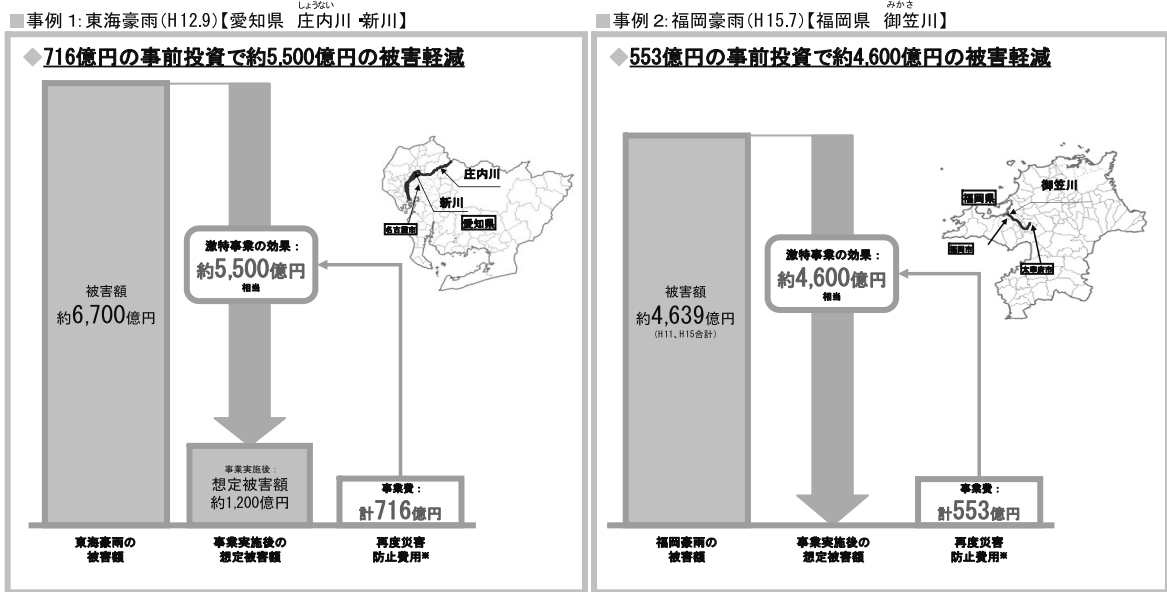 ■事例1：東海豪雨(H12.9)【愛知県 庄内川・新川】
しょうない
◆716億円の事前投資で約5,500億円の被害軽減
被害額
約6,700億円
激特事業の効果：
約5,500億円
相当
事業実施後：
想定被害額
約1,200億円
事業費：
計716億円
東海豪雨の
被害額
事業実施後の
想定被害額
再度災害
防止費用※
庄内川
新川
名古屋市
愛知県
■事例2：福岡豪雨(H15.7)【福岡県 御笠川】
みかさ
◆553億円の事前投資で約4,600億円の被害軽減
被害額
約4,639億円
(H11、H15合計)
激特事業の効果：
約4,600億円
相当
事業費：
計553億円
福岡豪雨の
被害額
事業実施後の
想定被害額
再度災害
防止費用※
御笠川
福岡県
福岡市
太宰府市